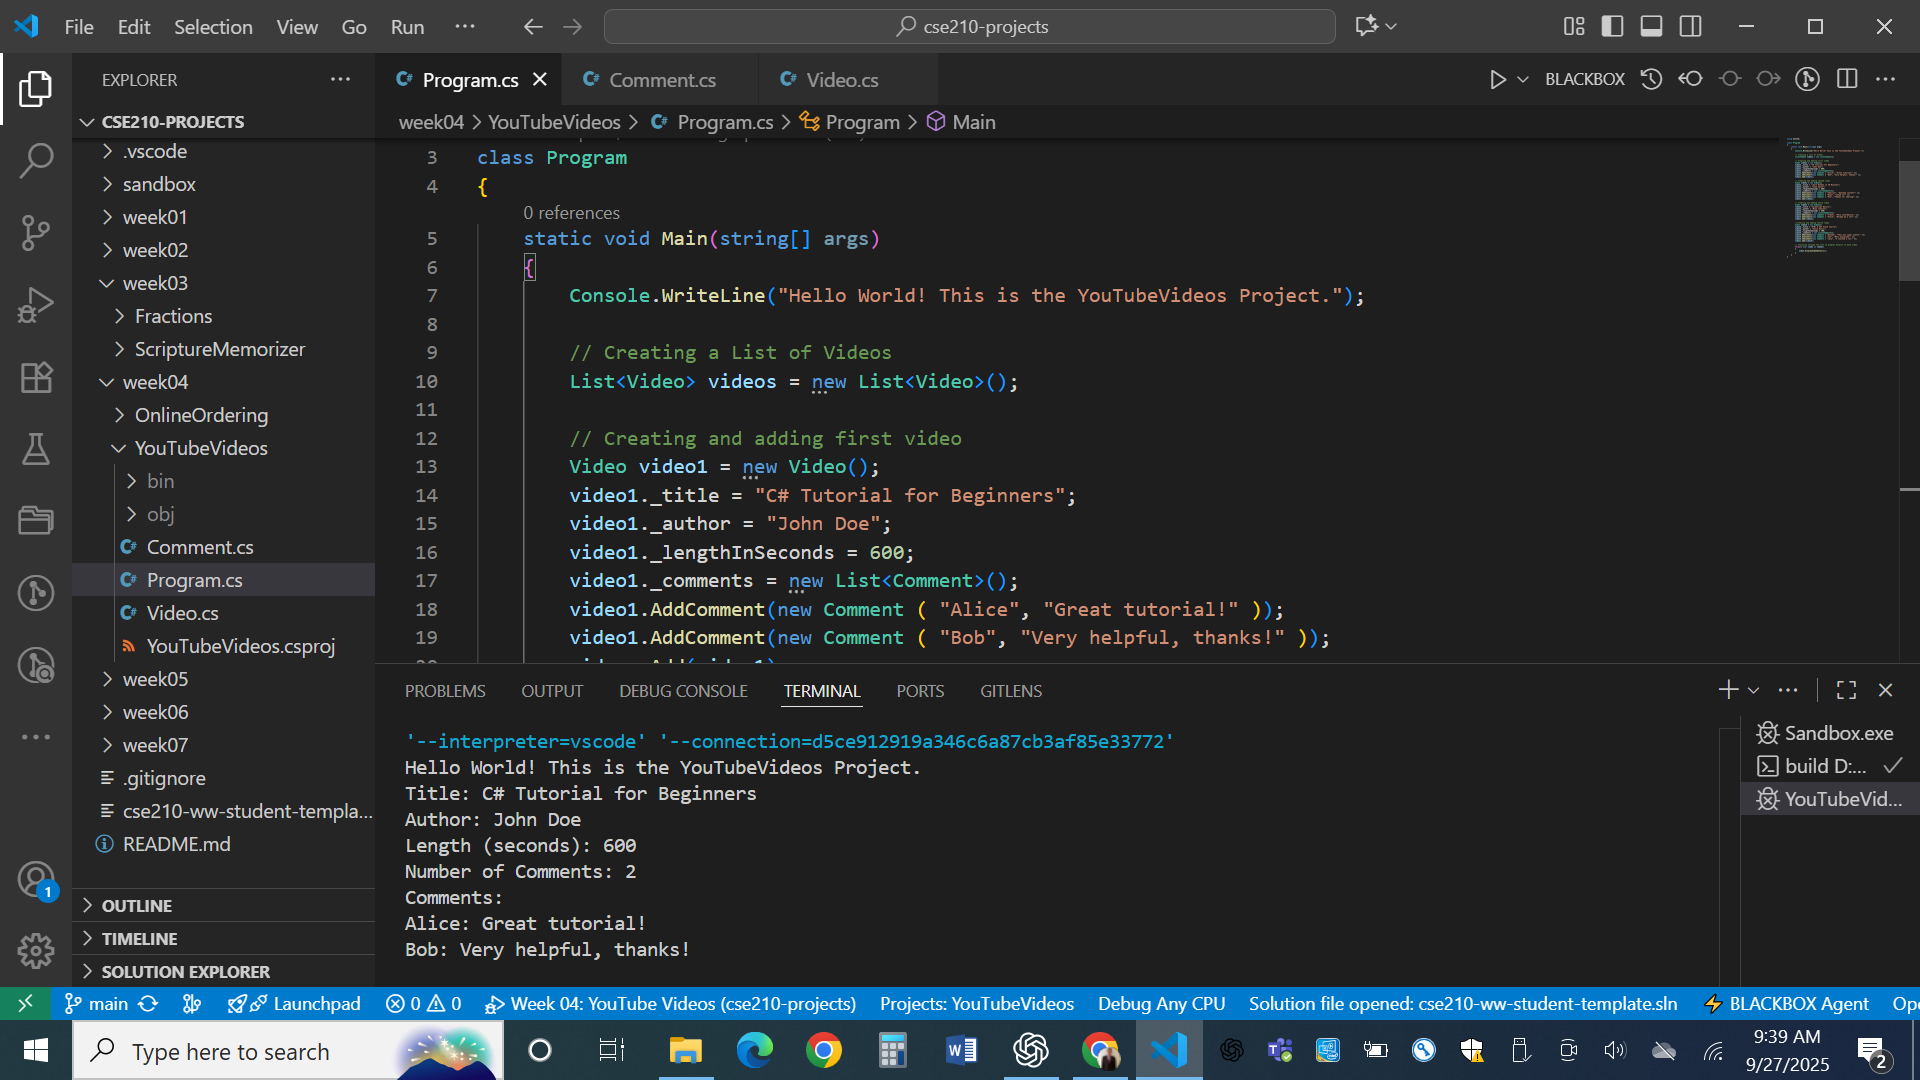 File Edit Selection View Go Run ···
cse210-projects
EXPLORER ···
CSE210-PROJECTS
.vscode
sandbox
week01
week02
week03
Fractions
ScriptureMemorizer
week04
OnlineOrdering
YouTubeVideos
bin
obj
C# Comment.cs
C# Program.cs
C# Video.cs
YouTubeVideos.csproj
week05
week06
week07
.gitignore
cse210-ww-student-templa...
README.md
1
OUTLINE
TIMELINE
SOLUTION EXPLORER
C# Program.cs C# Comment.cs C# Video.cs
BLACKBOX ···
week04 > YouTubeVideos > C# Program.cs > Program > Main
3 class Program
4 {
0 references
5 static void Main(string[] args)
6 {
7 Console.WriteLine("Hello World! This is the YouTubeVideos Project.");
8
9 // Creating a List of Videos
10 List<Video> videos = new List<Video>();
11
12 // Creating and adding first video
13 Video video1 = new Video();
14 video1._title = "C# Tutorial for Beginners";
15 video1._author = "John Doe";
16 video1._lengthInSeconds = 600;
17 video1._comments = new List<Comment>();
18 video1.AddComment(new Comment ( "Alice", "Great tutorial!" ));
19 video1.AddComment(new Comment ( "Bob", "Very helpful, thanks!" ));
PROBLEMS OUTPUT DEBUG CONSOLE TERMINAL PORTS GITLENS
'--interpreter=vscode' '--connection=d5ce912919a346c6a87cb3af85e33772'
Hello World! This is the YouTubeVideos Project.
Title: C# Tutorial for Beginners
Author: John Doe
Length (seconds): 600
Number of Comments: 2
Comments:
Alice: Great tutorial!
Bob: Very helpful, thanks!
Sandbox.exe
build D:...
YouTubeVid...
main Launchpad 0 0 Week 04: YouTube Videos (cse210-projects) Projects: YouTubeVideos Debug Any CPU Solution file opened: cse210-ww-student-template.sln BLACKBOX Agent Ope
Type here to search
9:39 AM
9/27/2025
2